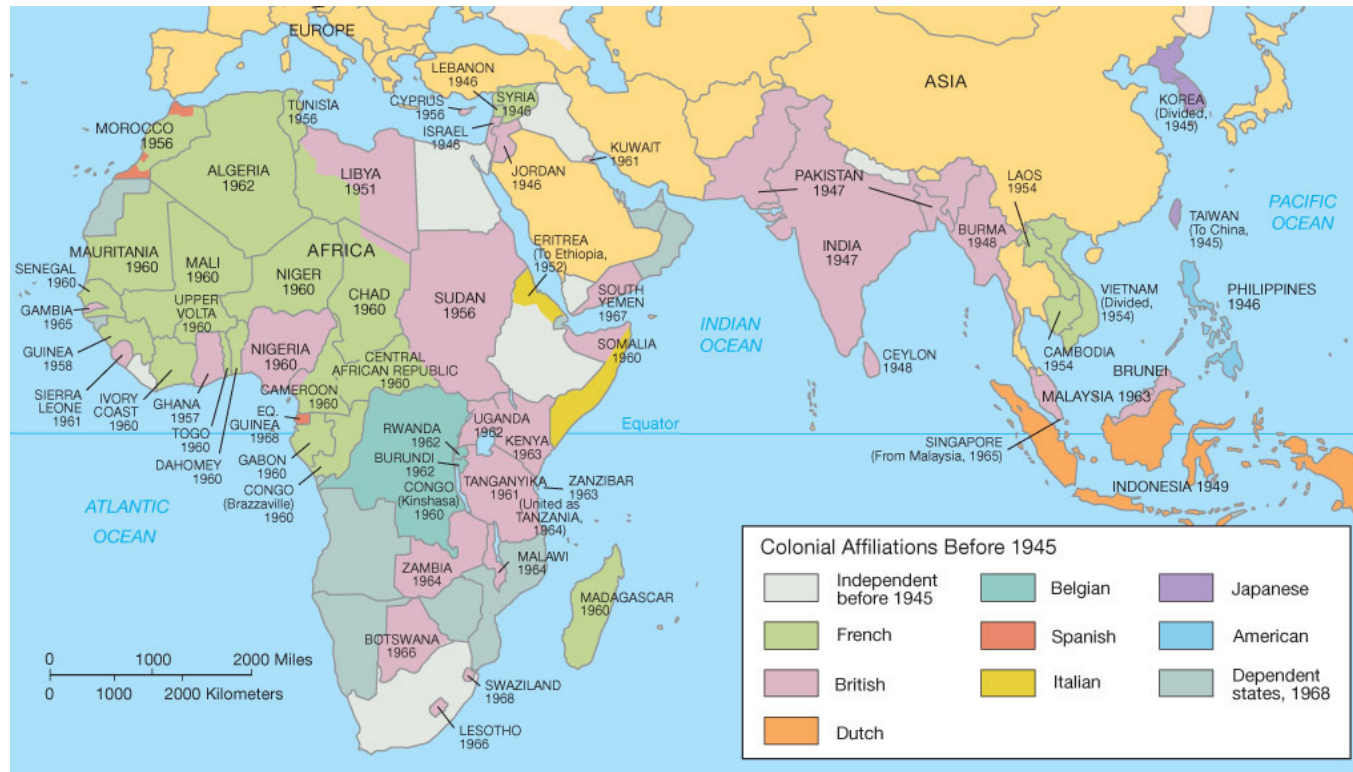 EUROPE
ASIA
LEBANON
1946
CYPRUS
1956
SYRIA
1946
ISRAEL
1948
TUNISIA
1956
MOROCCO
1956
ALGERIA
1962
LIBYA
1951
JORDAN
1946
KUWAIT
1961
KOREA
(Divided,
1945)
PAKISTAN
1947
LAOS
1954
PACIFIC
OCEAN
TAIWAN
(To China,
1945)
BURMA
1948
INDIA
1947
AFRICA
MAURITANIA
1960
MALI
1960
NIGER
1960
CHAD
1960
SUDAN
1956
ERITREA
(To Ethiopia,
1952)
SENEGAL
1960
UPPER
VOLTA
1960
GAMBIA
1965
GUINEA
1958
SIERRA
LEONE
1961
IVORY
COAST
1960
GHANA
1957
TOGO
1960
DAHOMEY
1960
NIGERIA
1960
CENTRAL
AFRICAN REPUBLIC
1960
CAMEROON
1960
EQ.
GUINEA
1968
GABON
1960
CONGO
(Brazzaville)
1960
SOUTH
YEMEN
1967
SOMALIA
1960
INDIAN
OCEAN
CEYLON
1948
VIETNAM
(Divided,
1954)
PHILIPPINES
1946
CAMBODIA
1954
BRUNEI
MALAYSIA 1963
Equator
SINGAPORE
(From Malaysia, 1965)
INDONESIA 1949
UGANDA
1962
KENYA
1963
RWANDA
1962
BURUNDI
1962
CONGO
(Kinshasa)
1960
TANGANYIKA
1961
(United as
TANZANIA,
1964)
ZANZIBAR
1963
ATLANTIC
OCEAN
MALAWI
1964
ZAMBIA
1964
MADAGASCAR
1960
BOTSWANA
1966
SWAZILAND
1968
LESOTHO
1966
0 1000 2000 Miles
0 1000 2000 Kilometers
Colonial Affiliations Before 1945
Independent
before 1945
French
British
Dutch
Belgian
Spanish
Italian
Japanese
American
Dependent
states, 1968